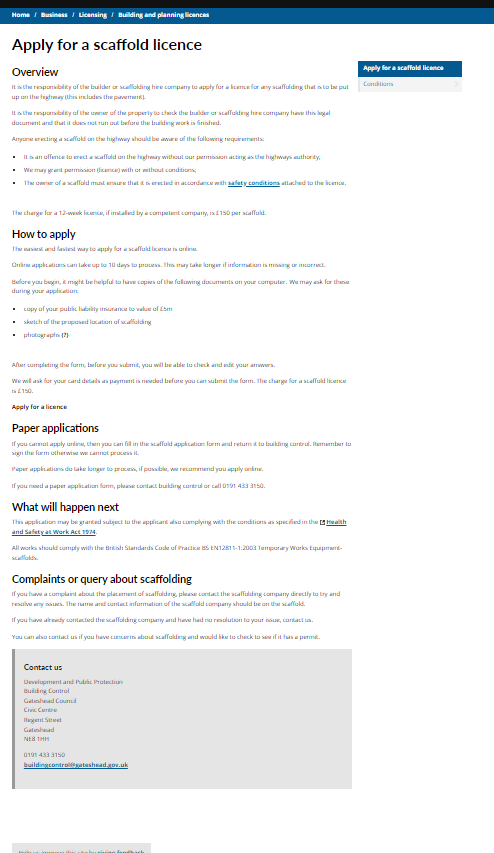 Home / Business / Licensing / Building and planning licences
Apply for a scaffold licence
Apply for a scaffold licence
Conditions
Overview
It is the responsibility of the builder or scaffolding hire company to apply for a licence for any scaffolding that is to be put
up on the highway (this includes the pavement).
It is the responsibility of the owner of the property to check the builder or scaffolding hire company have this legal
document and that it does not run out before the building work is finished.
Anyone erecting a scaffold on the highway should be aware of the following requirements:
• It is an offence to erect a scaffold on the highway without our permission acting as the highways authority,
• We may grant permission (licence) with or without conditions;
• The owner of a scaffold must ensure that it is erected in accordance with safety conditions attached to the licence.
The charge for a 12-week licence, if installed by a competent company, is £150 per scaffold.
How to apply
The easiest and fastest way to apply for a scaffold licence is online.
Online applications can take up to 10 days to process. This may take longer if information is missing or incorrect.
Before you begin, it might be helpful to have copies of the following documents on your computer. We may ask for these
during your application:
• copy of your public liability insurance to value of £5m
• sketch of the proposed location of scaffolding
• photographs (?)
After completing the form, before you submit, you will be able to check and edit your answers.
We will ask for your card details as payment is needed before you can submit the form. The charge for a scaffold licence
is £150.
Apply for a licence
Paper applications
If you cannot apply online, then you can fill in the scaffold application form and return it to building control. Remember to
sign the form otherwise we cannot process it.
Paper applications do take longer to process, if possible, we recommend you apply online.
If you need a paper application form, please contact building control or call 0191 433 3150.
What will happen next
This application may be granted subject to the applicant also complying with the conditions as specified in the Health
and Safety at Work Act 1974.
All works should comply with the British Standards Code of Practice BS EN12811-1:2003 Temporary Works Equipment-
scaffolds.
Complaints or query about scaffolding
If you have a complaint about the placement of scaffolding, please contact the scaffolding company directly to try and
resolve any issues. The name and contact information of the scaffold company should be on the scaffold.
If you have already contacted the scaffolding company and have had no resolution to your issue, contact us.
You can also contact us if you have concerns about scaffolding and would like to check to see if it has a permit.
Contact us
Development and Public Protection
Building Control
Gateshead Council
Civic Centre
Regent Street
Gateshead
NE8 1HH
0191 433 3150
buildingcontrol@gateshead.gov.uk